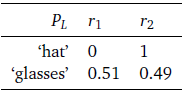 P_L r_1 r_2
‘hat’ 0 1
‘glasses’ 0.51 0.49